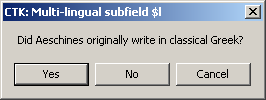 CTK: Multi-lingual subfield $l
Did Aeschines originally write in classical Greek?
Yes
No
Cancel